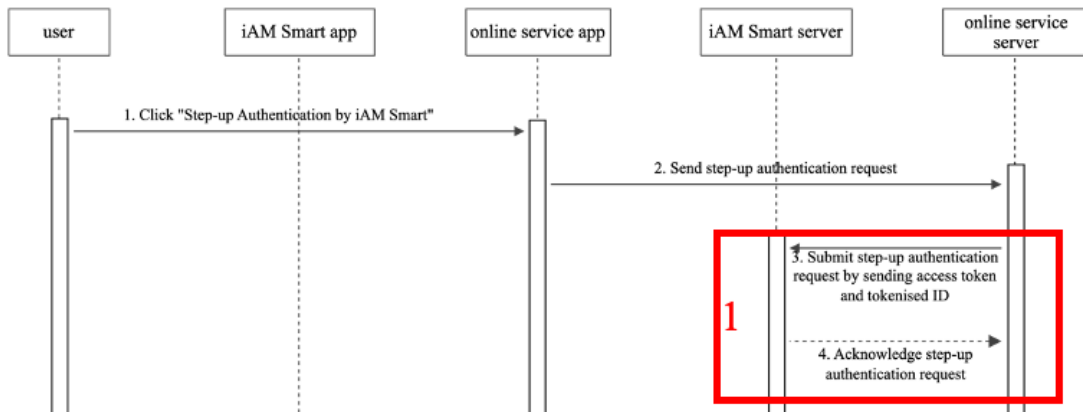 user
iAM Smart app
online service app
iAM Smart server
online service
server
1. Click "Step-up Authentication by iAM Smart"
2. Send step-up authentication request
3. Submit step-up authentication
request by sending access token
and tokenised ID
1
4. Acknowledge step-up
authentication request